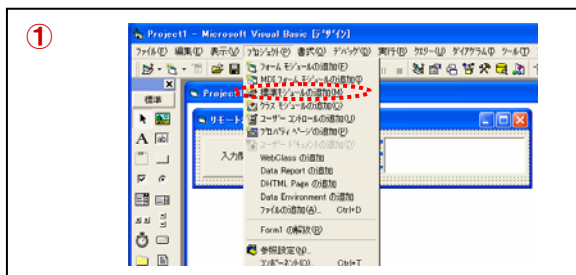 ①
Project1 - Microsoft Visual Basic [デザイン]
ファイル(F) 編集(E) 表示(V) プロジェクト(P) 書式(O) デバッグ(D) 実行(R) クエリー(U) ダイアグラム(I) ツール(T)
フォーム モジュールの追加(F)
MDI フォーム モジュールの追加(I)
標準モジュールの追加(M)
クラス モジュールの追加(C)
ユーザー コントロールの追加(U)
プロパティ ページの追加(P)
ユーザー ドキュメントの追加(D)
WebClass の追加
Data Report の追加
DHTML Page の追加
Data Environment の追加
ファイルの追加(A)... Ctrl+D
Form1 の解放(R)
参照設定(N)...
コンポーネント(O)... Ctrl+T
標準
Project1
リモート
入力